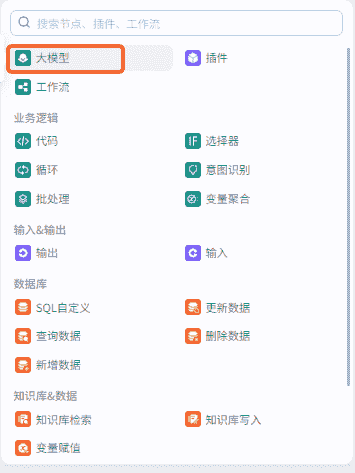 搜索节点、插件、工作流
大模型 插件
工作流
业务逻辑
代码 选择器
循环 意图识别
批处理 变量聚合
输入&输出
输出 输入
数据库
SQL自定义 更新数据
查询数据 删除数据
新增数据
知识库&数据
知识库检索 知识库写入
变量赋值